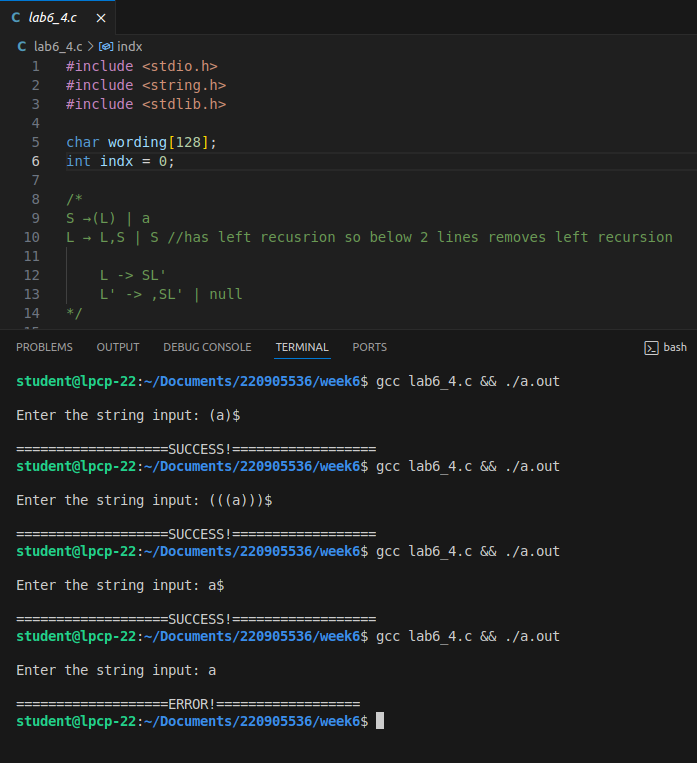 C lab6_4.c ×
C lab6_4.c > indx
1 #include <stdio.h>
2 #include <string.h>
3 #include <stdlib.h>
4
5 char wording[128];
6 int indx = 0;
7
8 /*
9 S →(L) | a
10 L → L,S | S //has left recusrion so below 2 lines removes left recursion
11
12 L -> SL'
13 L' -> ,SL' | null
14 */
PROBLEMS OUTPUT DEBUG CONSOLE TERMINAL PORTS bash
student@lpcp-22:~/Documents/220905536/week6$ gcc lab6_4.c && ./a.out
Enter the string input: (a)$
===================SUCCESS!==================
student@lpcp-22:~/Documents/220905536/week6$ gcc lab6_4.c && ./a.out
Enter the string input: (((a)))$
===================SUCCESS!==================
student@lpcp-22:~/Documents/220905536/week6$ gcc lab6_4.c && ./a.out
Enter the string input: a$
===================SUCCESS!==================
student@lpcp-22:~/Documents/220905536/week6$ gcc lab6_4.c && ./a.out
Enter the string input: a
===================ERROR!==================
student@lpcp-22:~/Documents/220905536/week6$